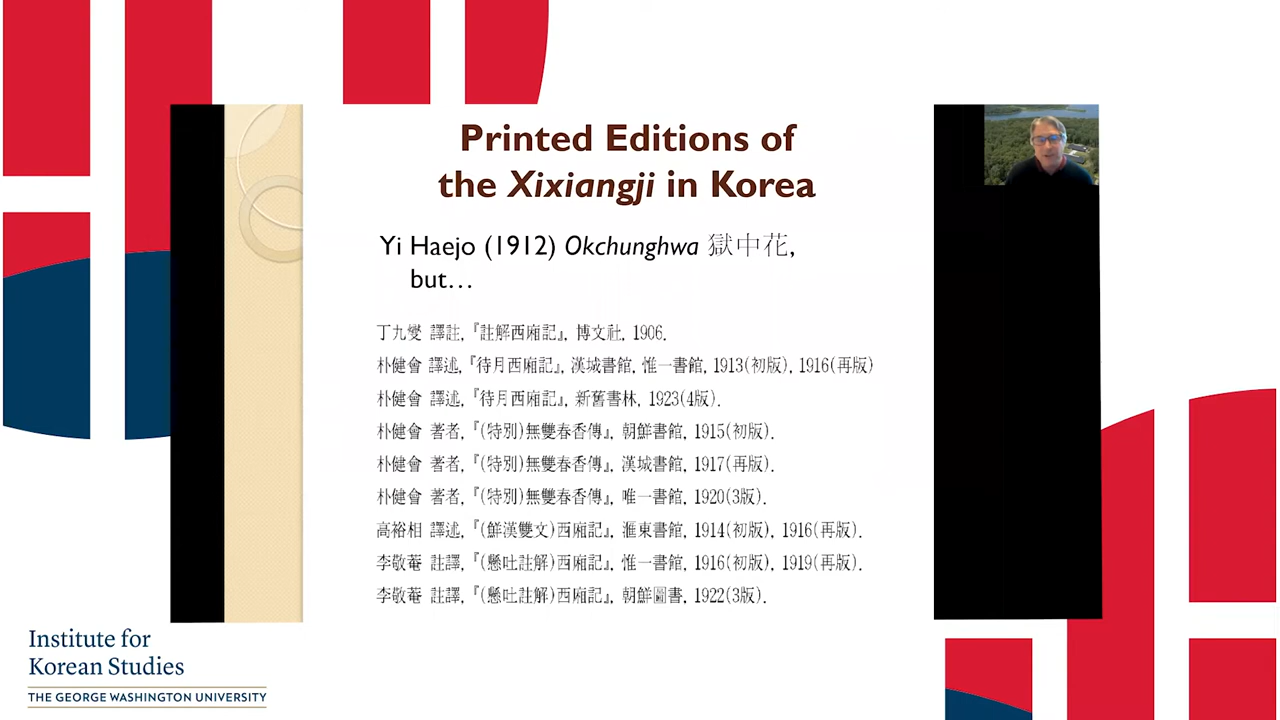 Printed Editions of
the Xixiangji in Korea
Yi Haejo (1912) Okchunghwa 獄中花,
but…
丁九燮 譯註,『註解西廂記』, 博文社, 1906.
朴健會 譯述,『待月西廂記』, 漢城書館, 惟一書館, 1913(初版), 1916(再版)
朴健會 譯述,『待月西廂記』, 新舊書林, 1923(4版).
朴健會 著者,『(特別)無雙春香傳』, 朝鮮書館, 1915(初版).
朴健會 著者,『(特別)無雙春香傳』, 漢城書館, 1917(再版).
朴健會 著者,『(特別)無雙春香傳』, 唯一書館, 1920(3版).
高裕相 譯述,『(鮮漢雙文)西廂記』, 滙東書館, 1914(初版), 1916(再版).
李敬菴 註譯,『(懸吐註解)西廂記』, 惟一書館, 1916(初版), 1919(再版).
李敬菴 註譯,『(懸吐註解)西廂記』, 朝鮮圖書, 1922(3版).
Institute for
Korean Studies
THE GEORGE WASHINGTON UNIVERSITY